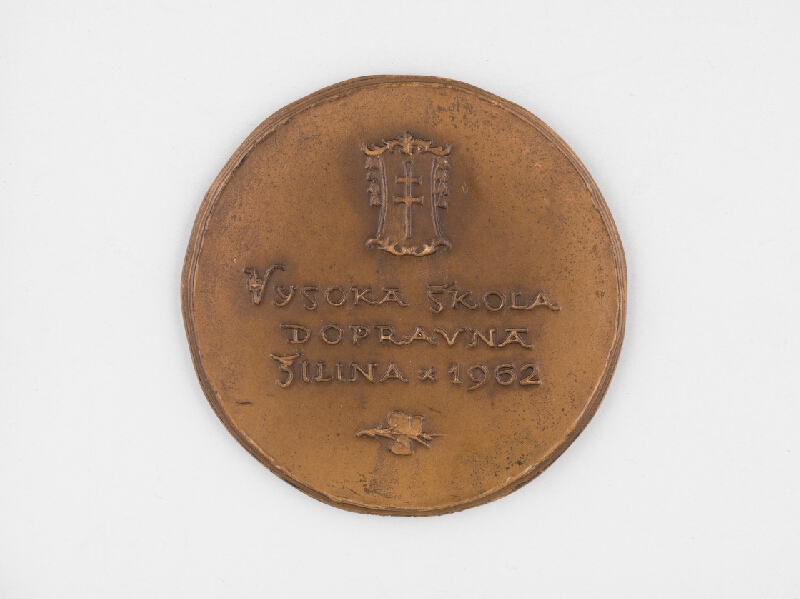 VYSOKA ŠKOLA
DOPRAVNA
ŽILINA x 1962